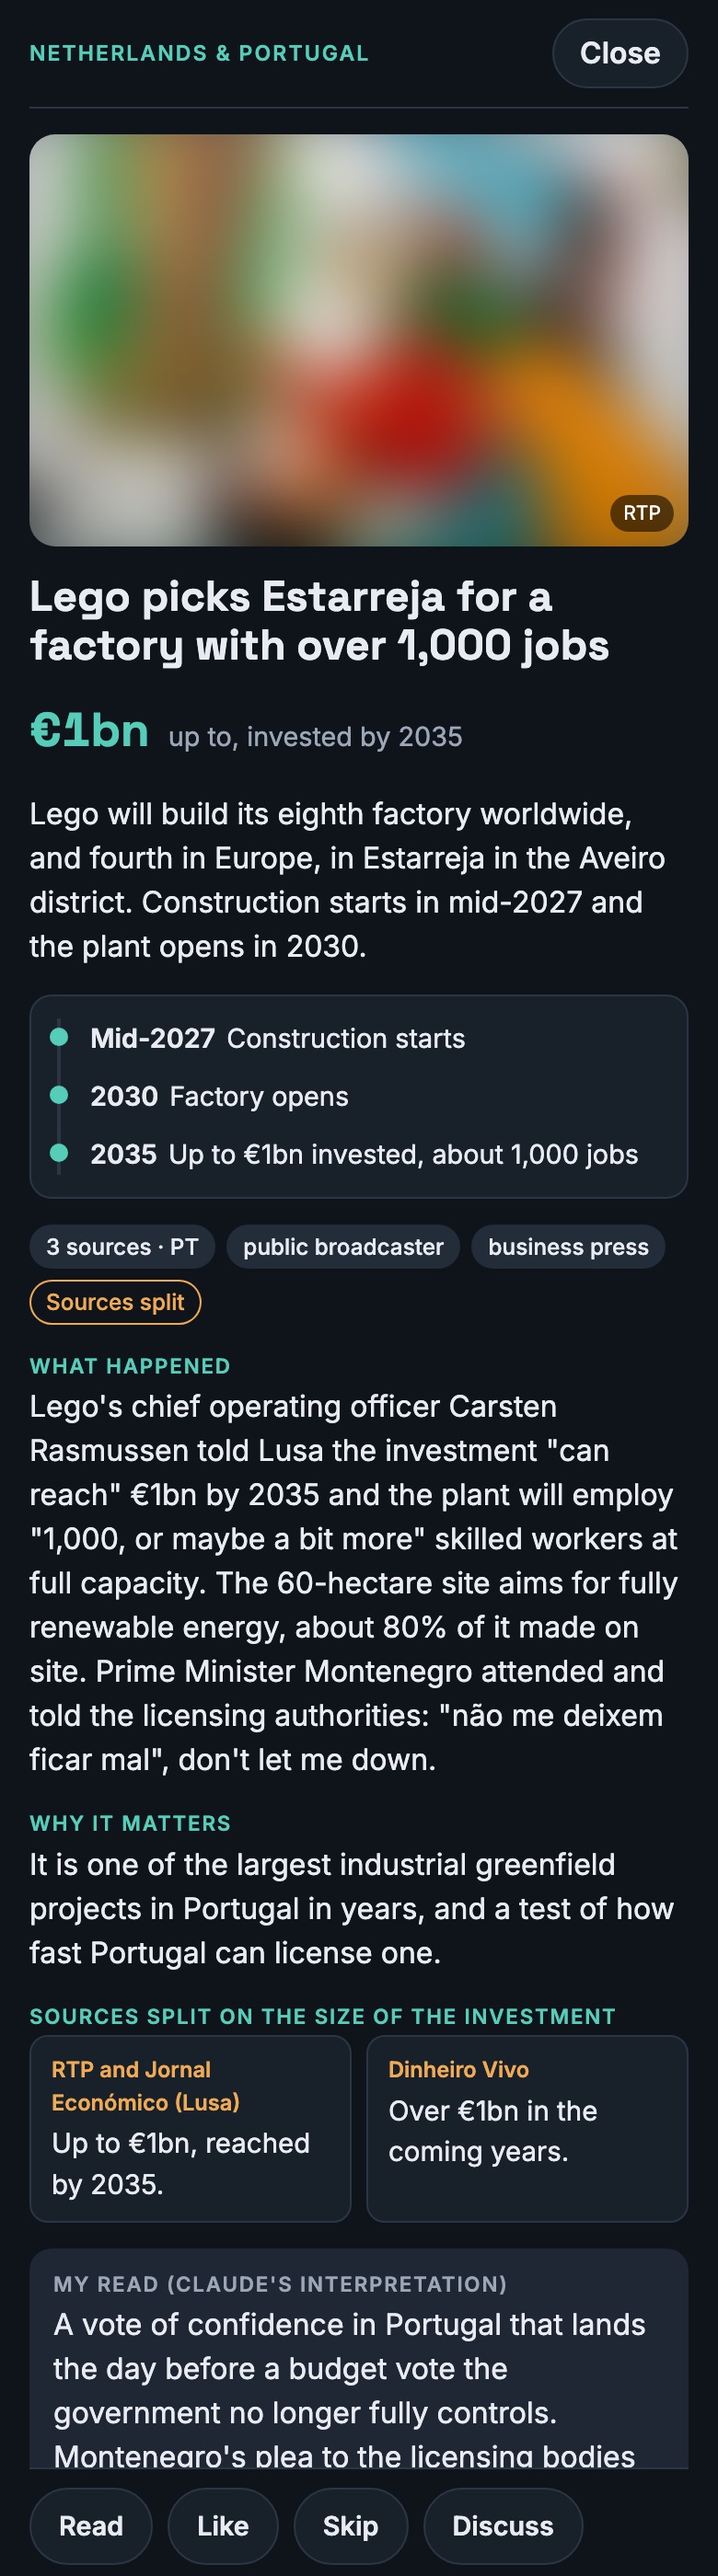 NETHERLANDS & PORTUGAL
Close
RTP
Lego picks Estarreja for a
factory with over 1,000 jobs
€1bn up to, invested by 2035
Lego will build its eighth factory worldwide,
and fourth in Europe, in Estarreja in the Aveiro
district. Construction starts in mid-2027 and
the plant opens in 2030.
Mid-2027 Construction starts
2030 Factory opens
2035 Up to €1bn invested, about 1,000 jobs
3 sources · PT
public broadcaster
business press
Sources split
WHAT HAPPENED
Lego's chief operating officer Carsten
Rasmussen told Lusa the investment "can
reach" €1bn by 2035 and the plant will employ
"1,000, or maybe a bit more" skilled workers at
full capacity. The 60-hectare site aims for fully
renewable energy, about 80% of it made on
site. Prime Minister Montenegro attended and
told the licensing authorities: "não me deixem
ficar mal", don't let me down.
WHY IT MATTERS
It is one of the largest industrial greenfield
projects in Portugal in years, and a test of how
fast Portugal can license one.
SOURCES SPLIT ON THE SIZE OF THE INVESTMENT
RTP and Jornal
Económico (Lusa)
Up to €1bn, reached
by 2035.
Dinheiro Vivo
Over €1bn in the
coming years.
MY READ (CLAUDE'S INTERPRETATION)
A vote of confidence in Portugal that lands
the day before a budget vote the
government no longer fully controls.
Montenegro's plea to the licensing bodies
Read
Like
Skip
Discuss